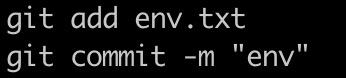 git add env.txt
git commit -m "env"